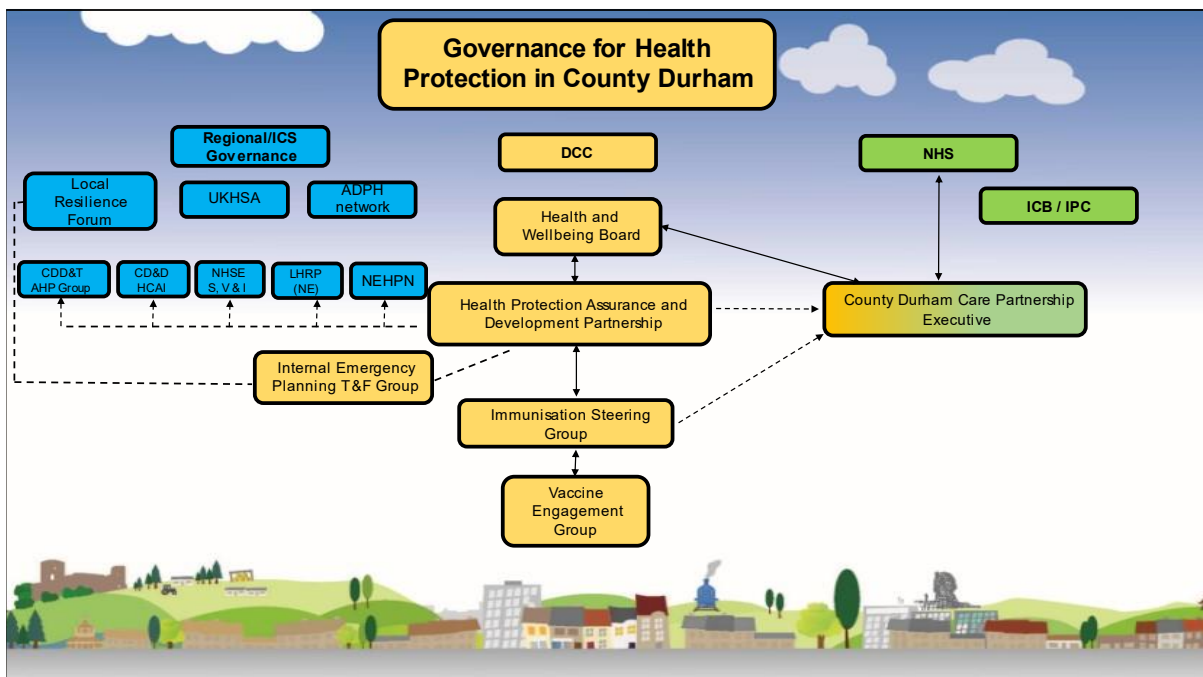 Governance for Health
Protection in County Durham
Regional/ICS
Governance
DCC
NHS
Local
Resilience
Forum
UKHSA
ADPH
network
ICB / IPC
Health and
Wellbeing Board
CDD&T
AHP Group
CD&D
HCAI
NHSE
S, V & I
LHRP
(NE)
NEHPN
Health Protection Assurance and
Development Partnership
County Durham Care Partnership
Executive
Internal Emergency
Planning T&F Group
Immunisation Steering
Group
Vaccine
Engagement
Group